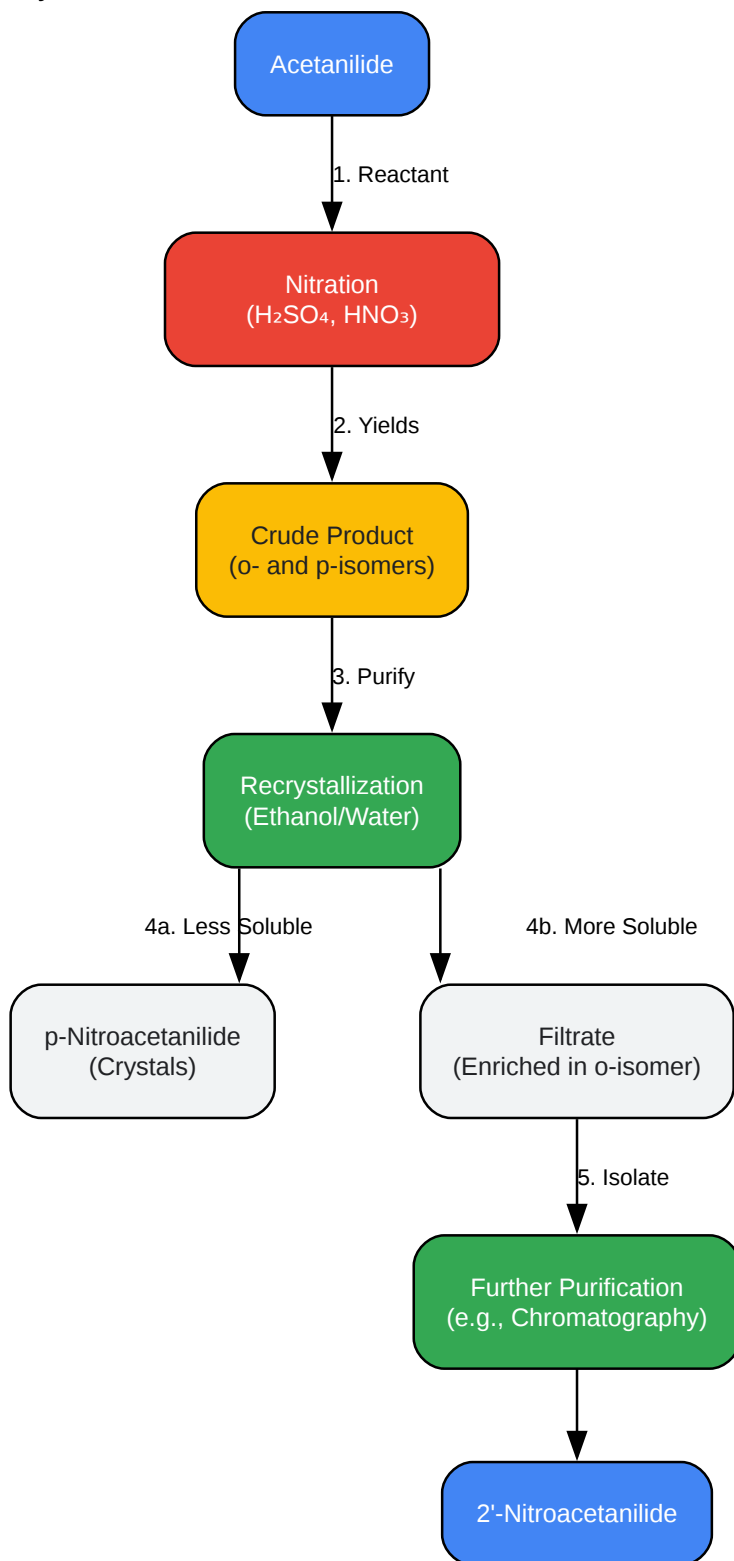 Acetanilide
1. Reactant
Nitration
(H₂SO₄, HNO₃)
2. Yields
Crude Product
(o- and p-isomers)
3. Purify
Recrystallization
(Ethanol/Water)
4a. Less Soluble
4b. More Soluble
p-Nitroacetanilide
(Crystals)
Filtrate
(Enriched in o-isomer)
5. Isolate
Further Purification
(e.g., Chromatography)
2'-Nitroacetanilide